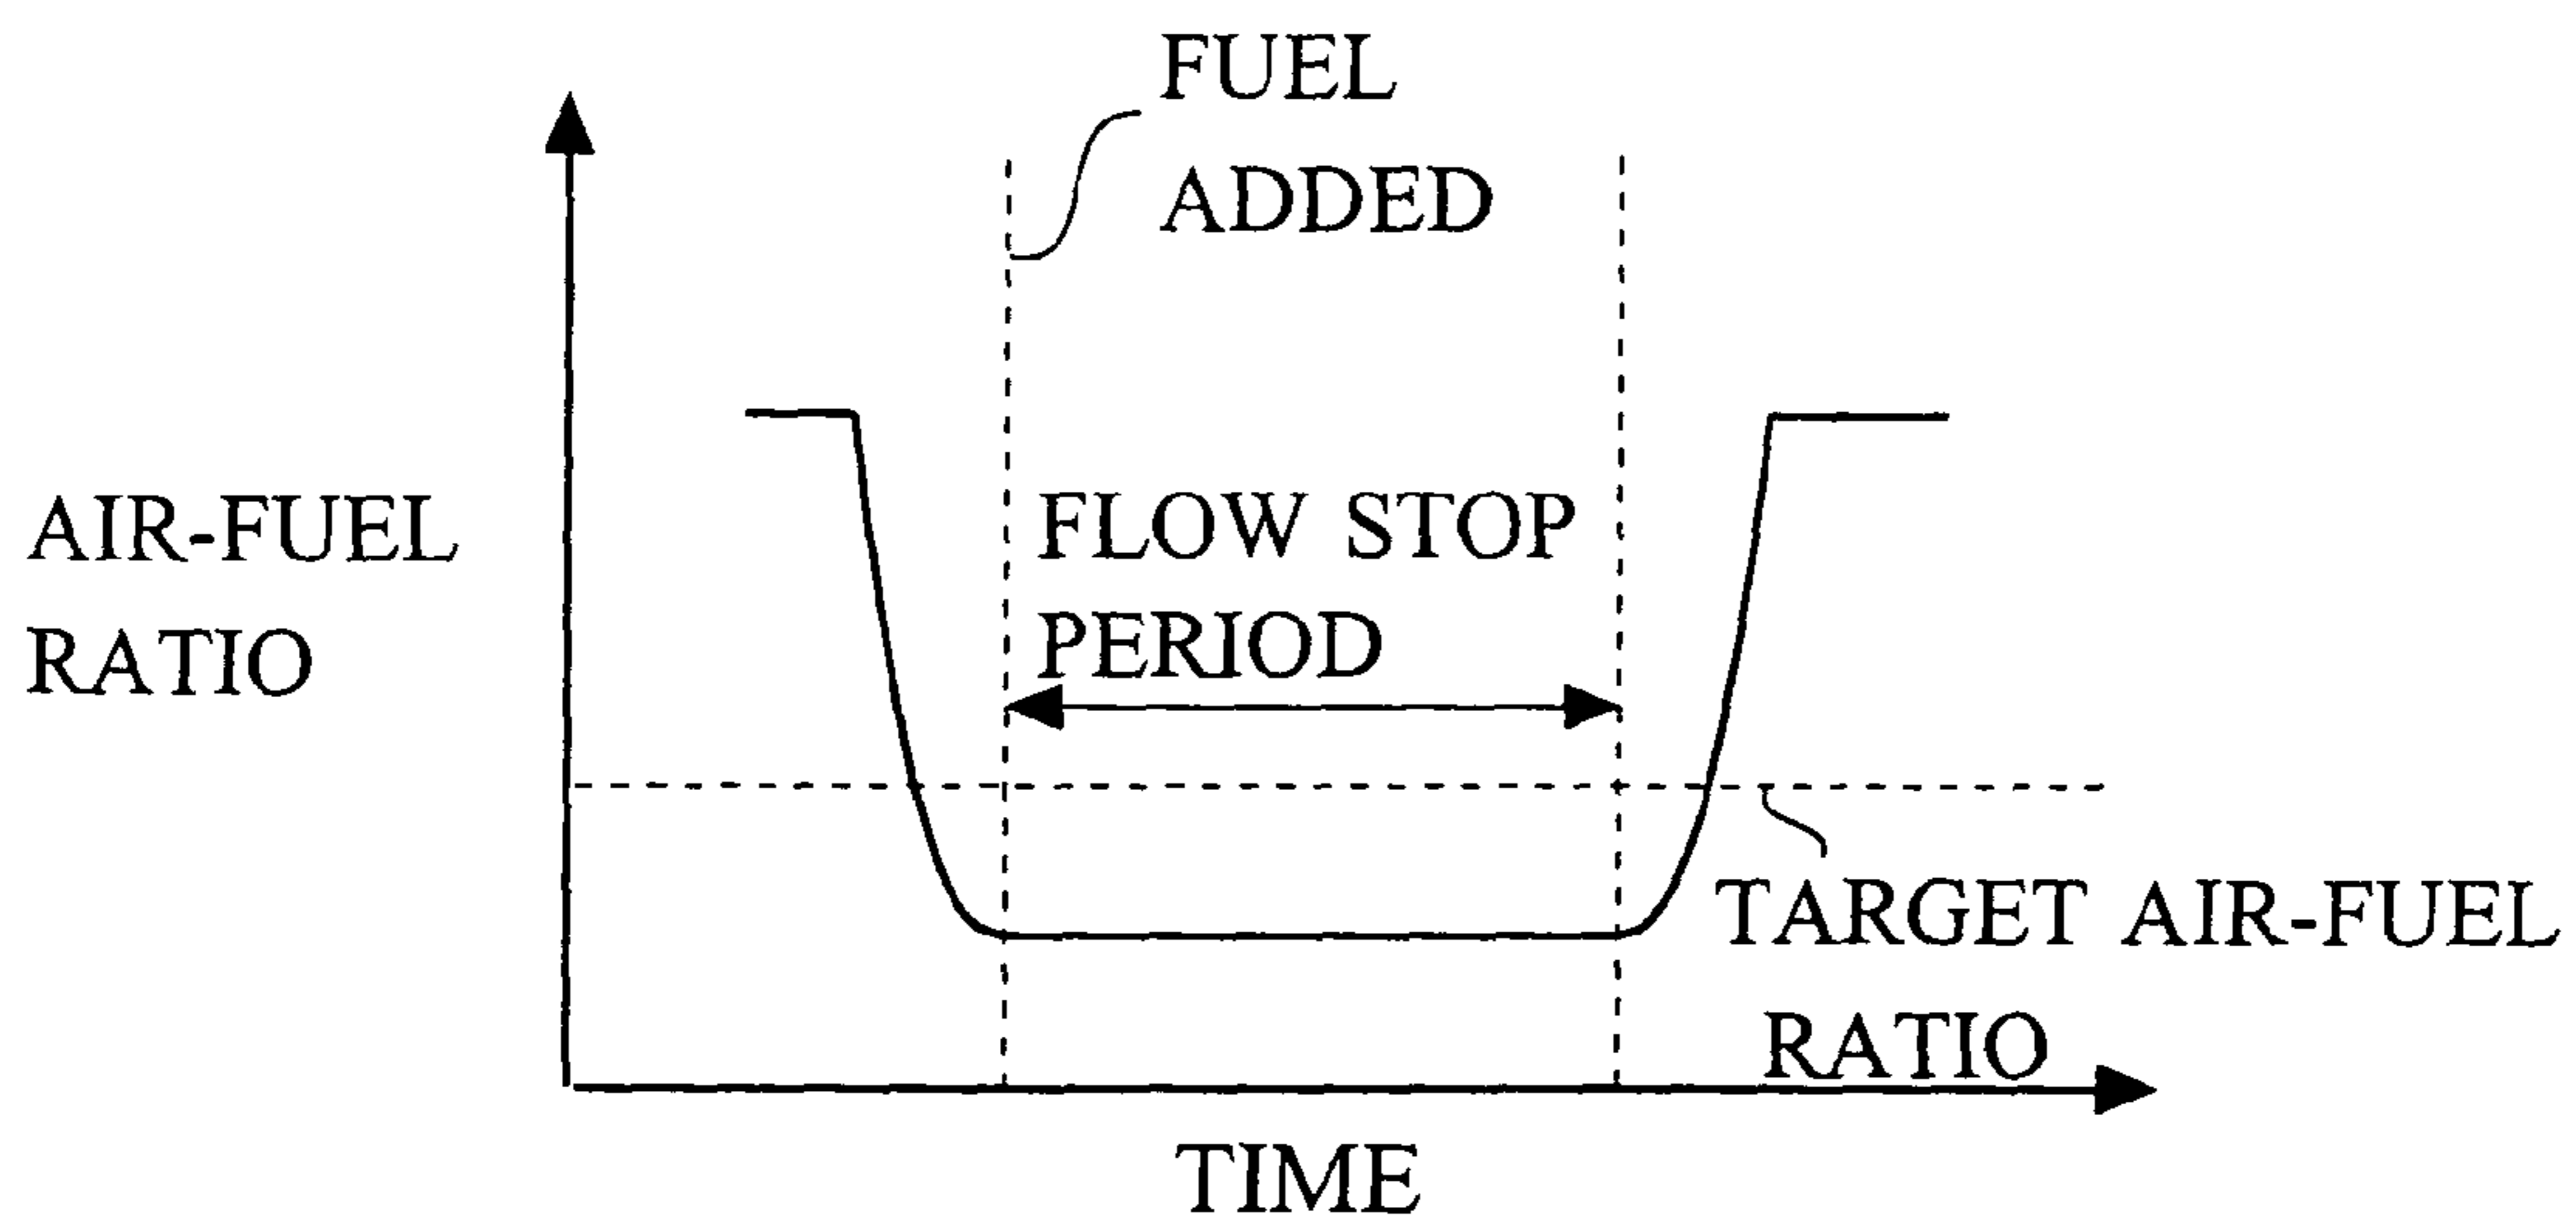 FUEL
ADDED
AIR-FUEL
RATIO
FLOW STOP
PERIOD
TARGET AIR-FUEL
RATIO
TIME